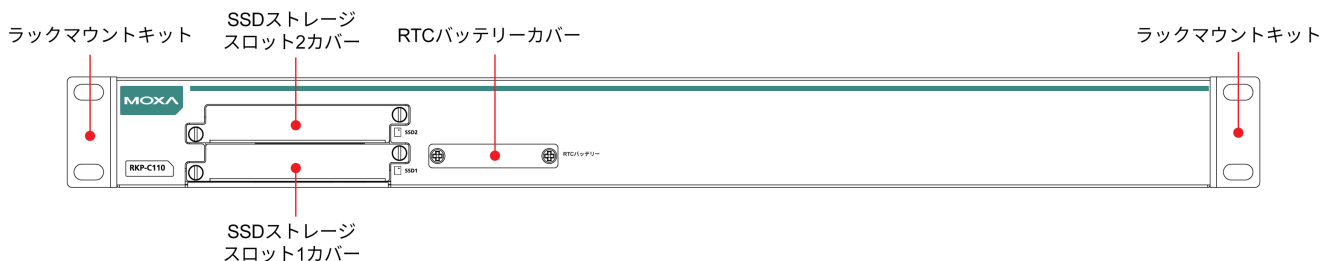 ラックマウントキット
SSDストレージ
スロット2カバー
RTCバッテリーカバー
ラックマウントキット
MOXA
SSD2
RKP-C110
SSD1
RTCバッテリー
SSDストレージ
スロット1カバー